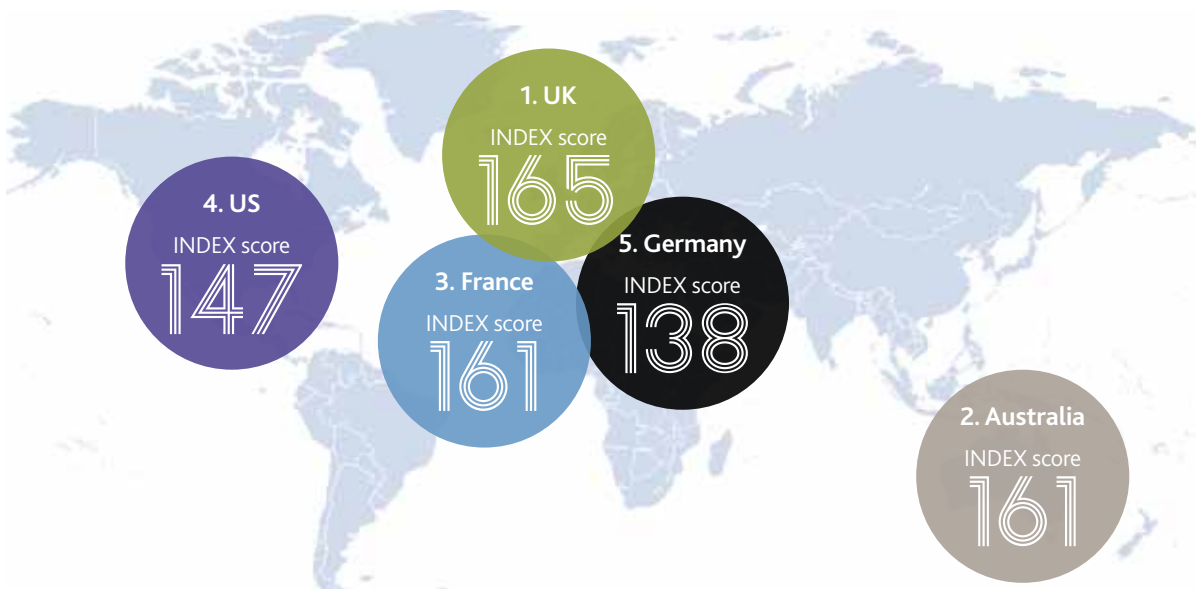 1. UK
INDEX score
165
4. US
INDEX score
147
5. Germany
INDEX score
138
3. France
INDEX score
161
2. Australia
INDEX score
161